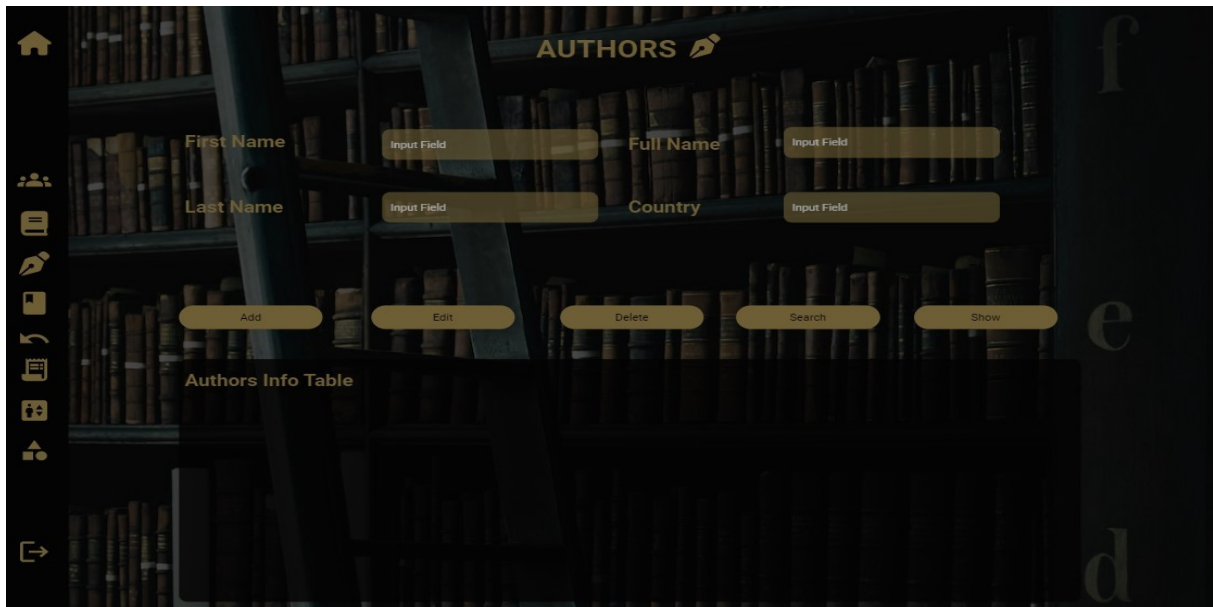 AUTHORS
First Name Input Field Full Name Input Field
Last Name Input Field Country Input Field
Add Edit Delete Search Show
Authors Info Table
f
e
d